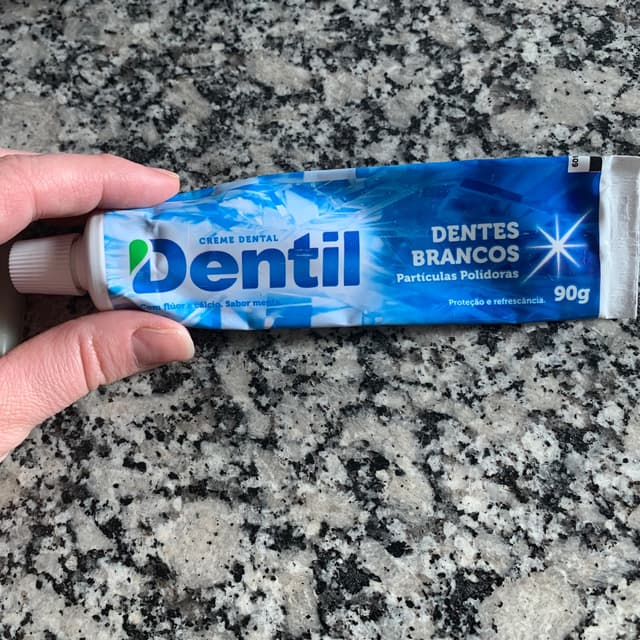 CREME DENTAL
Dentil
Com flúor e cálcio. Sabor menta
DENTES
BRANCOS
Partículas Polidoras
Proteção e refrescância.
90g